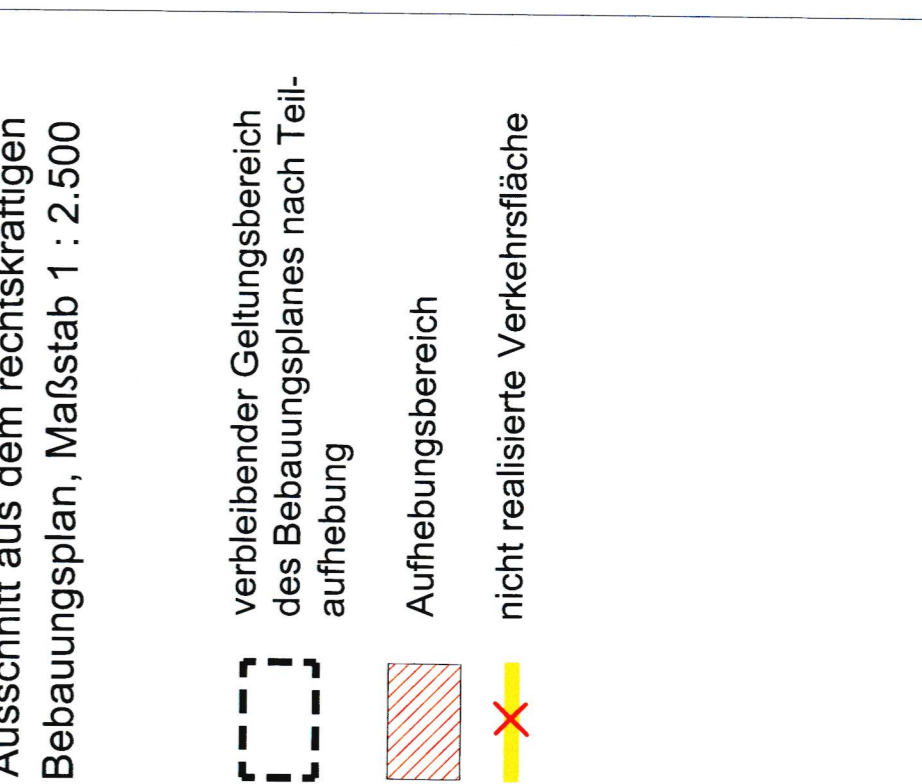 Ausschnitt aus dem rechtskräftigen
Bebauungsplan, Maßstab 1 : 2.500
verbleibender Geltungsbereich
des Bebauungsplanes nach Teil-
aufhebung
Aufhebungsbereich
nicht realisierte Verkehrsfläche